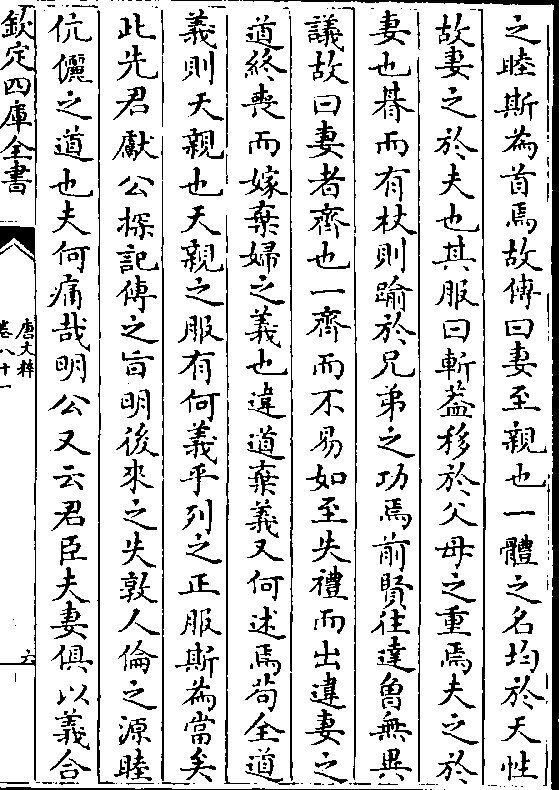 之睦斯為首焉故傳曰妻至親也一體之名均於天性
故妻之於夫也其服曰斬蓋移於父母之重焉夫之於
妻也朞而有杖則踰於兄弟之功焉前賢往達曾無異
議故曰妻者齊也一齊而不易如至失禮而出違妻之
道終喪而嫁棄婦之義也違道棄義又何述焉苟全道
義則天親也天親之服有何義乎列之正服斯為當矣
此先君獻公探記傳之旨明後來之失敦人倫之源睦
伉儷之道也夫何痛哉明公又云君臣夫妻俱以義合
欽定四庫全書
唐文粹
卷八十一
六